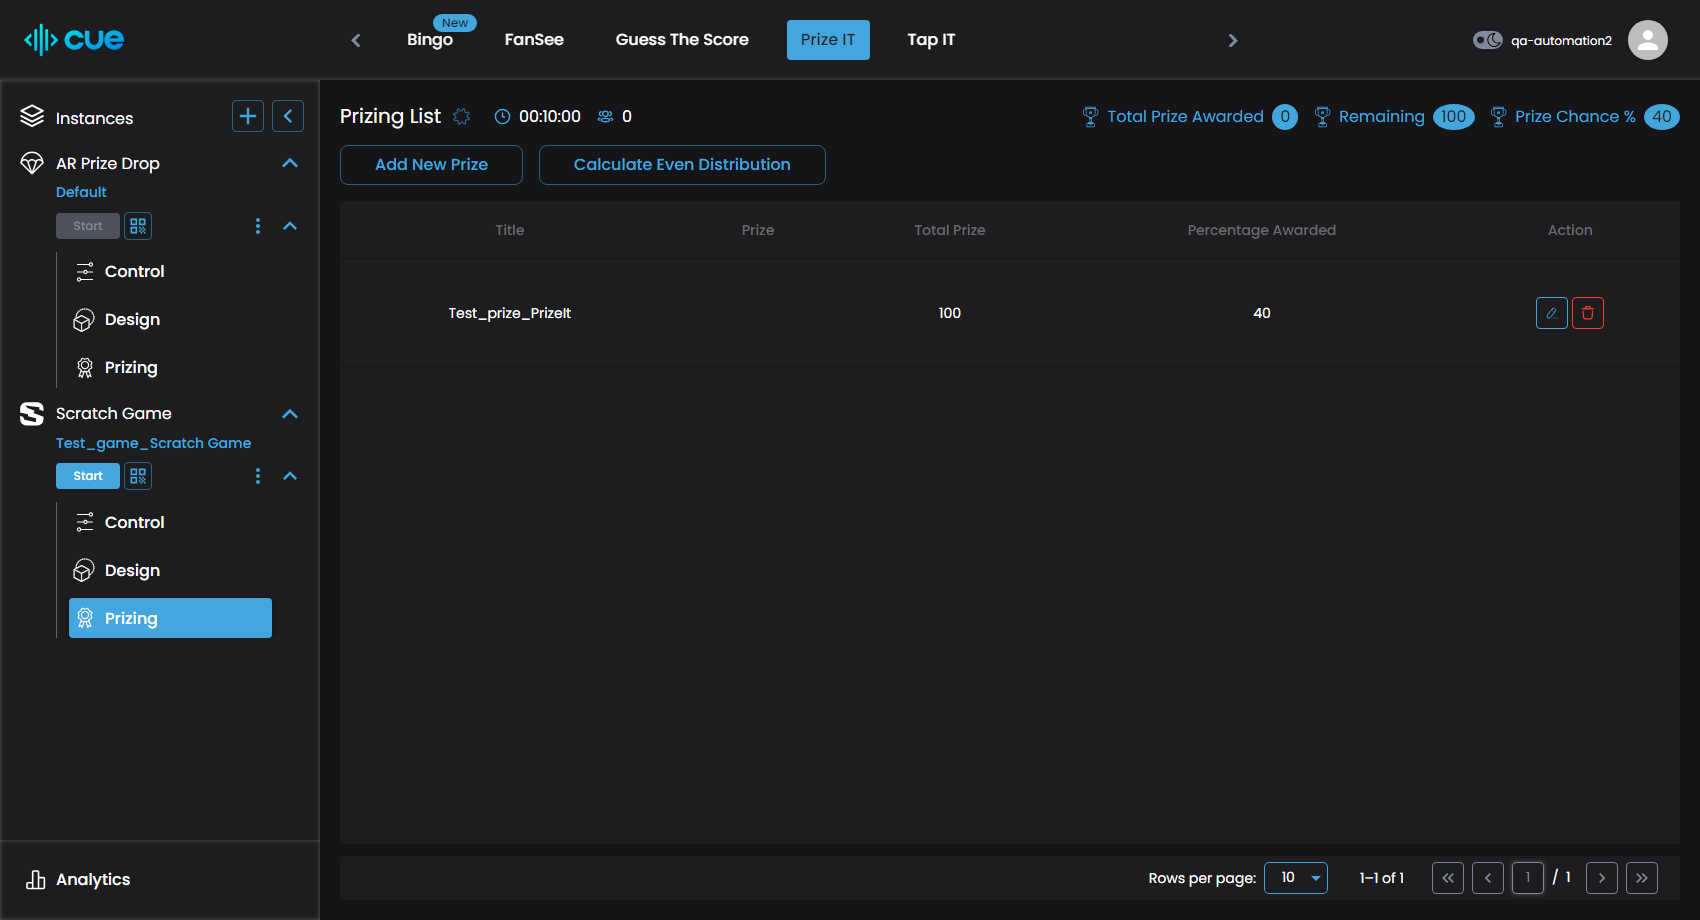 cue
Bingo
New
FanSee
Guess The Score
Prize IT
Tap IT
qa-automation2
Instances
AR Prize Drop
Default
Start
Control
Design
Prizing
Scratch Game
Test_game_Scratch Game
Start
Control
Design
Prizing
Analytics
Prizing List 00:10:00 0
Total Prize Awarded 0 Remaining 100 Prize Chance % 40
Add New Prize
Calculate Even Distribution
Title Prize Total Prize Percentage Awarded Action
Test_prize_PrizeIt 100 40
Rows per page: 10 1-1 of 1 1 / 1